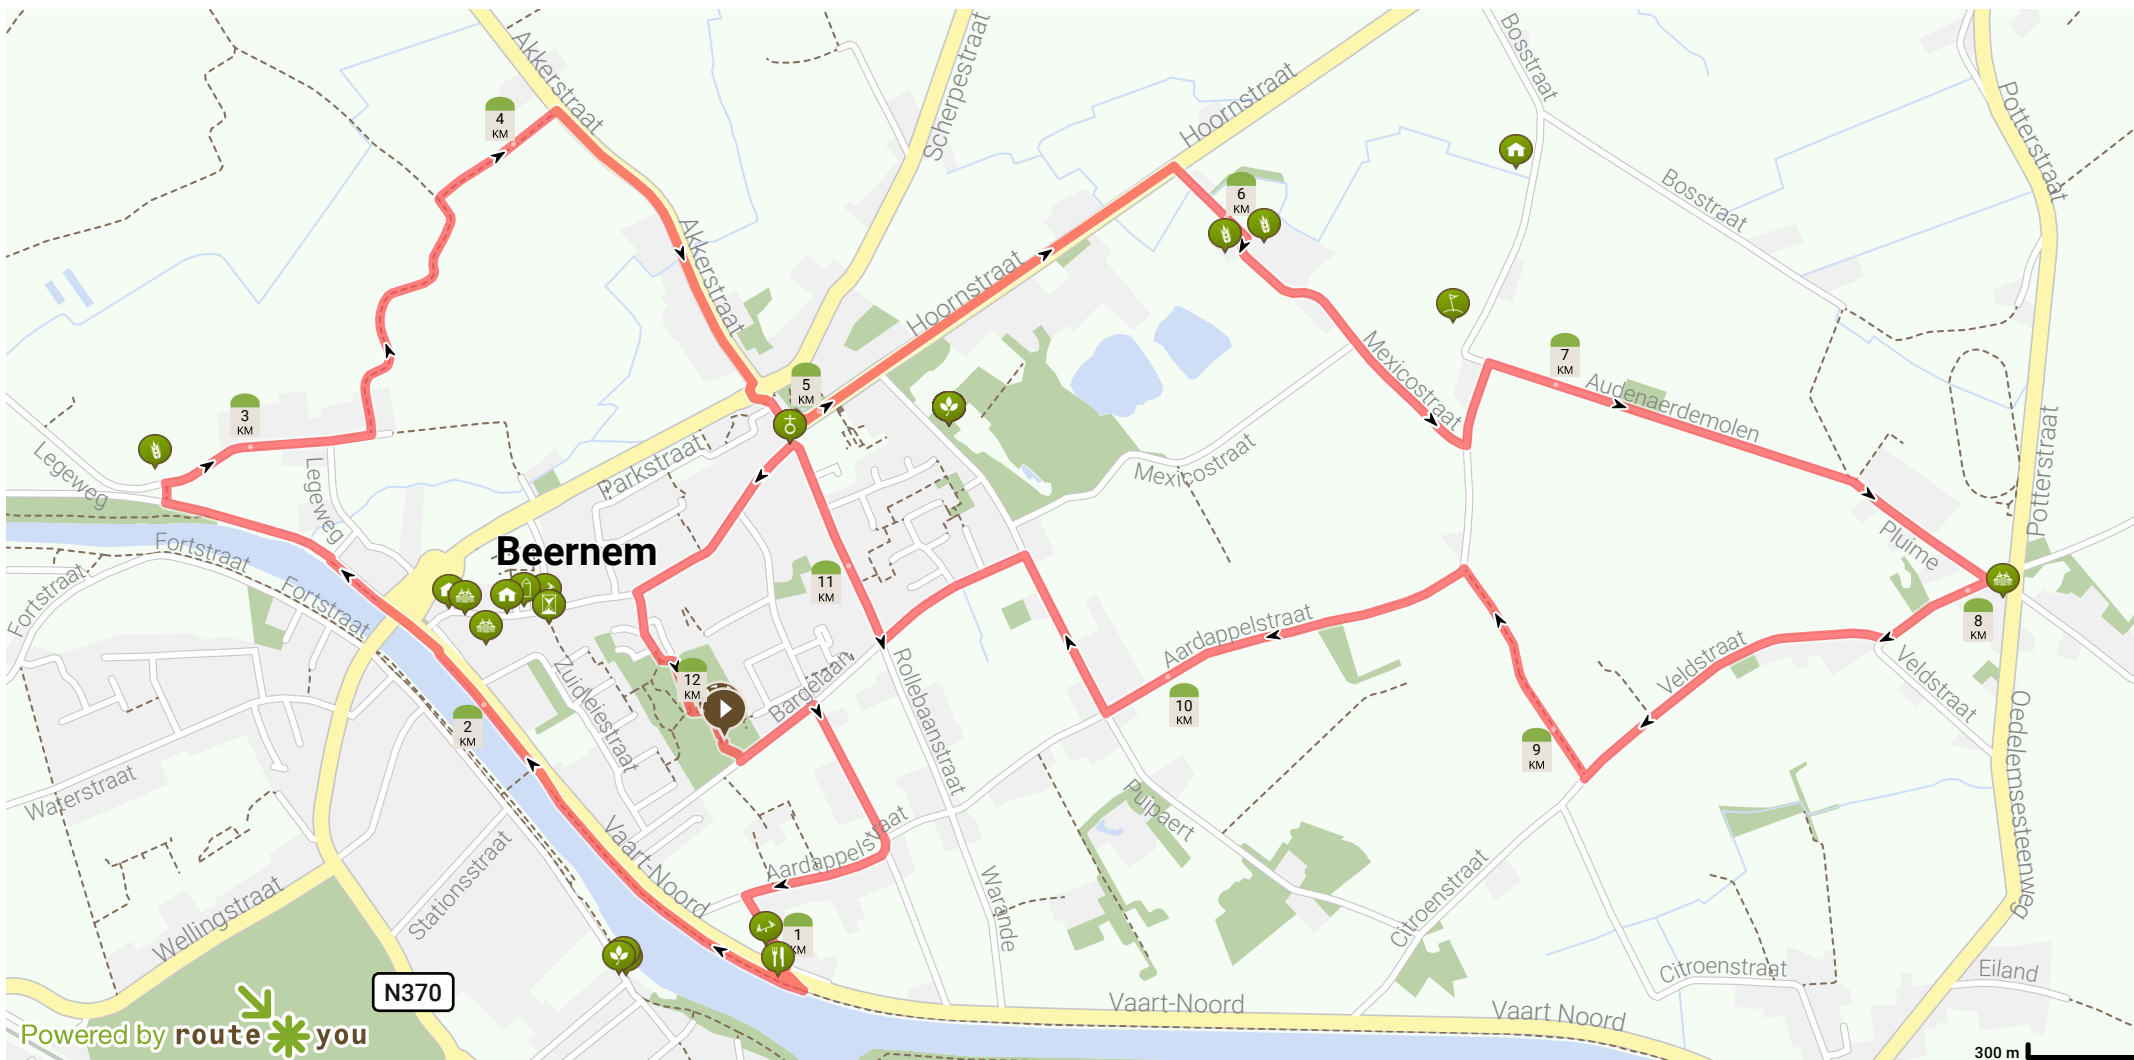 Akkerstraat
Scherpestraat
Hoornstraat
Bosstraat
Potterstraat
4
KM
Bosstraat
6
KM
Akkerstraat
Hoornstraat
Mexicostraat
7
KM
Audenaerdemolen
5
KM
3
KM
Legeweg
Legeweg
Parkstraat
Mexicostraat
Potterstraat
Pluime
Beernem
Fortstraat
Fortstraat
Fortstraat
11
KM
8
KM
Aardappelstraat
Veldstraat
Veldstraat
Zuidleiestraat
12
KM
Bardelaan
Rollebaanstraat
10
KM
2
KM
9
KM
Oedelemsesteenweg
Waterstraat
Puipaert
Vaart-Noord
Stationsstraat
Aardappelstraat
Wellingstraat
Warande
Citroenstraat
1
KM
Citroenstraat
Eiland
N370
Vaart-Noord
Vaart Noord
Powered by route you
300 m